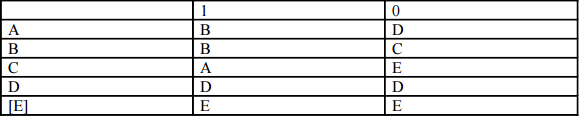 1 0
A B D
B B C
C A E
D D D
[E] E E